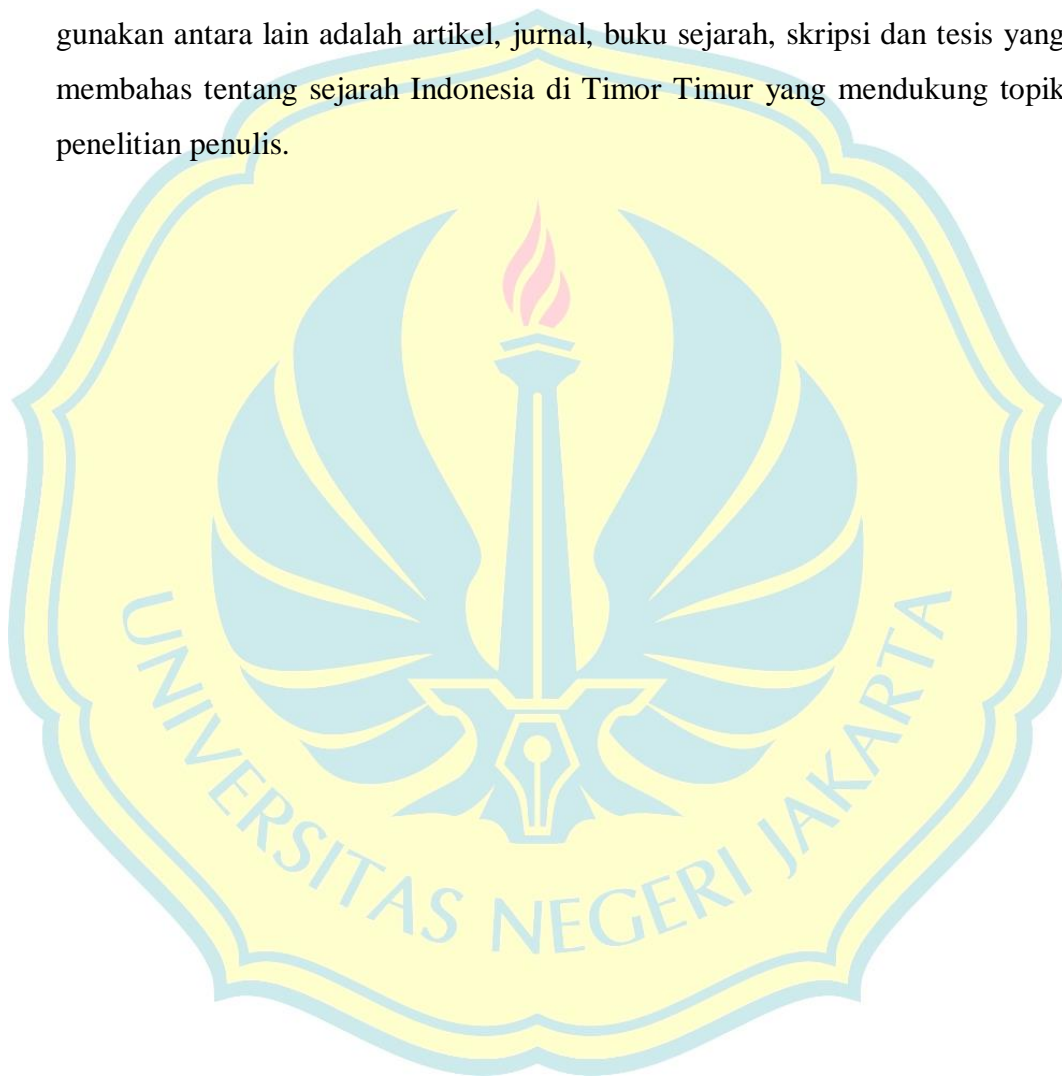 gunakan antara lain adalah artikel, jurnal, buku sejarah, skripsi dan tesis yang
membahas tentang sejarah Indonesia di Timor Timur yang mendukung topik
penelitian penulis.
UNIVERSITAS NEGERI JAKARTA